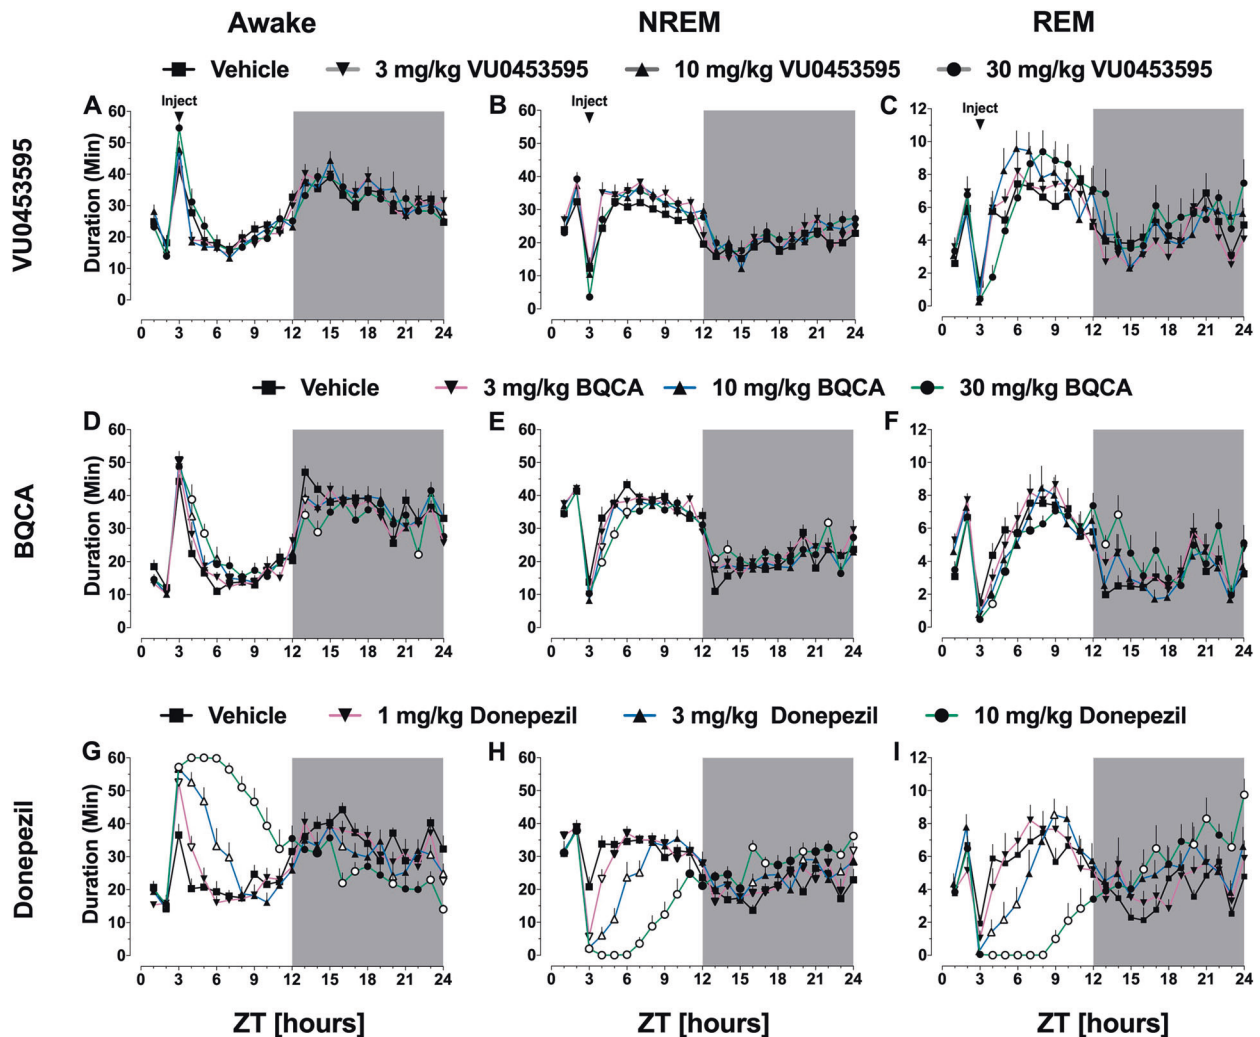 Awake NREM REM
Vehicle 3 mg/kg VU0453595 10 mg/kg VU0453595 30 mg/kg VU0453595
VU0453595
A Inject B Inject C Inject
Duration (Min)
60 50 40 30 20 10 0
0 3 6 9 12 15 18 21 24
60 50 40 30 20 10 0
0 3 6 9 12 15 18 21 24
12 10 8 6 4 2 0
0 3 6 9 12 15 18 21 24
Vehicle 3 mg/kg BQCA 10 mg/kg BQCA 30 mg/kg BQCA
BQCA
D E F
Duration (Min)
60 50 40 30 20 10 0
0 3 6 9 12 15 18 21 24
60 50 40 30 20 10 0
0 3 6 9 12 15 18 21 24
12 10 8 6 4 2 0
0 3 6 9 12 15 18 21 24
Vehicle 1 mg/kg Donepezil 3 mg/kg Donepezil 10 mg/kg Donepezil
Donepezil
G H I
Duration (Min)
60 50 40 30 20 10 0
0 3 6 9 12 15 18 21 24
60 50 40 30 20 10 0
0 3 6 9 12 15 18 21 24
12 10 8 6 4 2 0
0 3 6 9 12 15 18 21 24
ZT [hours] ZT [hours] ZT [hours]